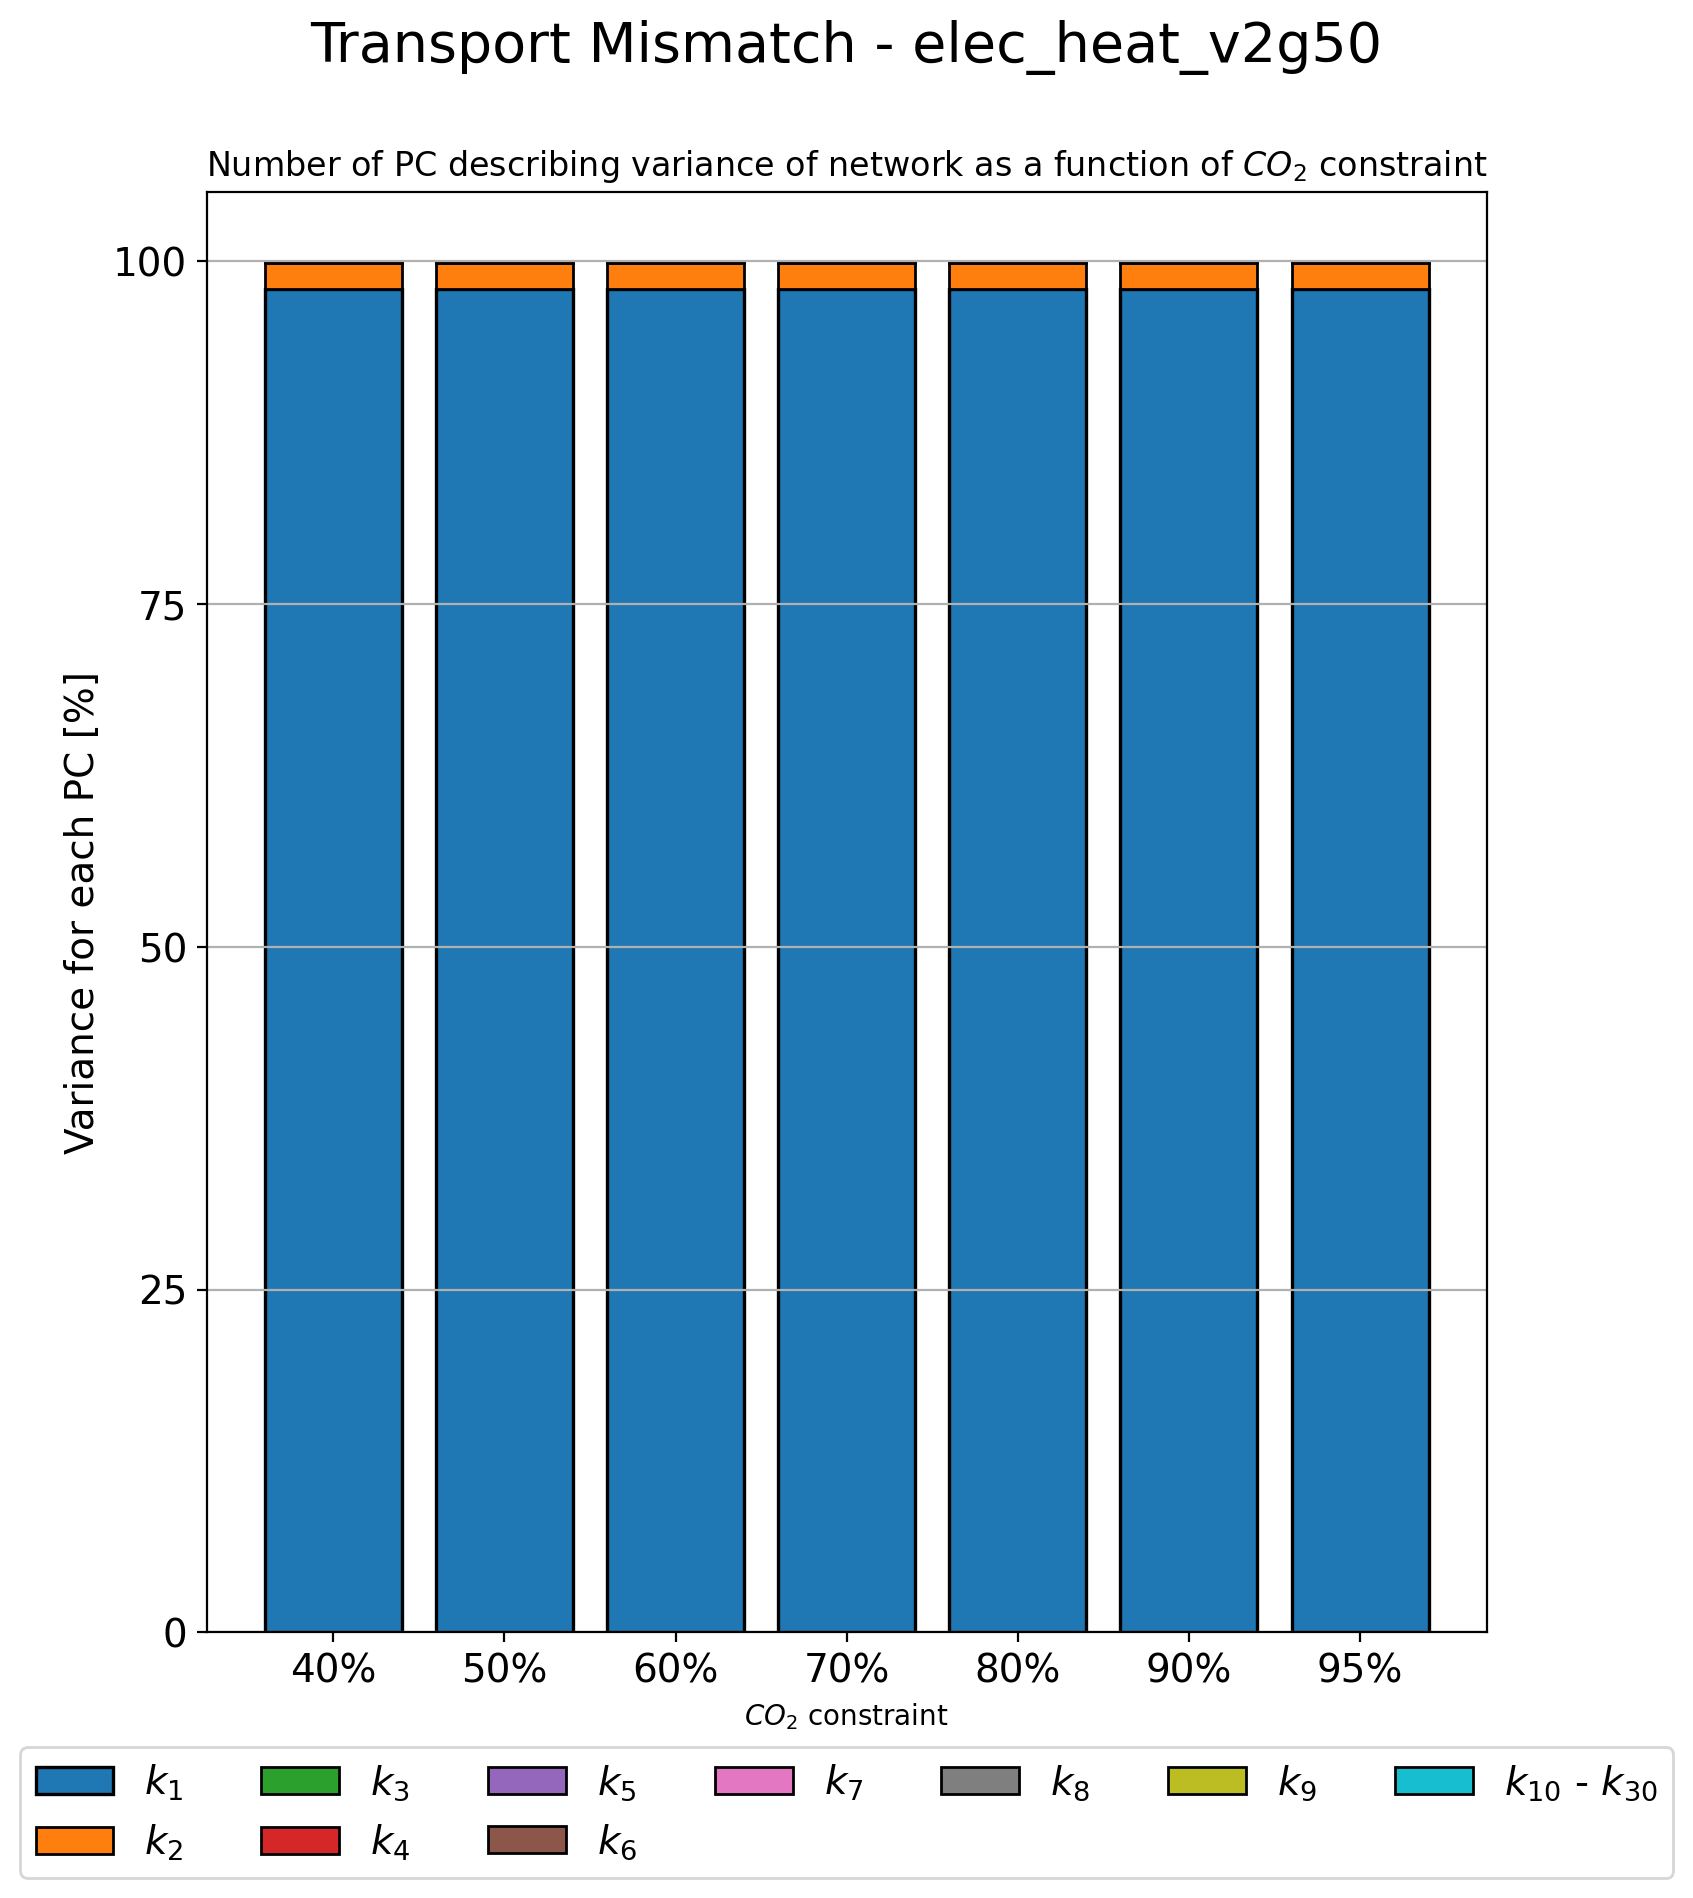 Transport Mismatch - elec_heat_v2g50
Number of PC describing variance of network as a function of CO₂ constraint
100
75
50
25
0
Variance for each PC [%]
40% 50% 60% 70% 80% 90% 95%
CO₂ constraint
k₁ k₃ k₅ k₇ k₈ k₉ k₁₀ - k₃₀
k₂ k₄ k₆